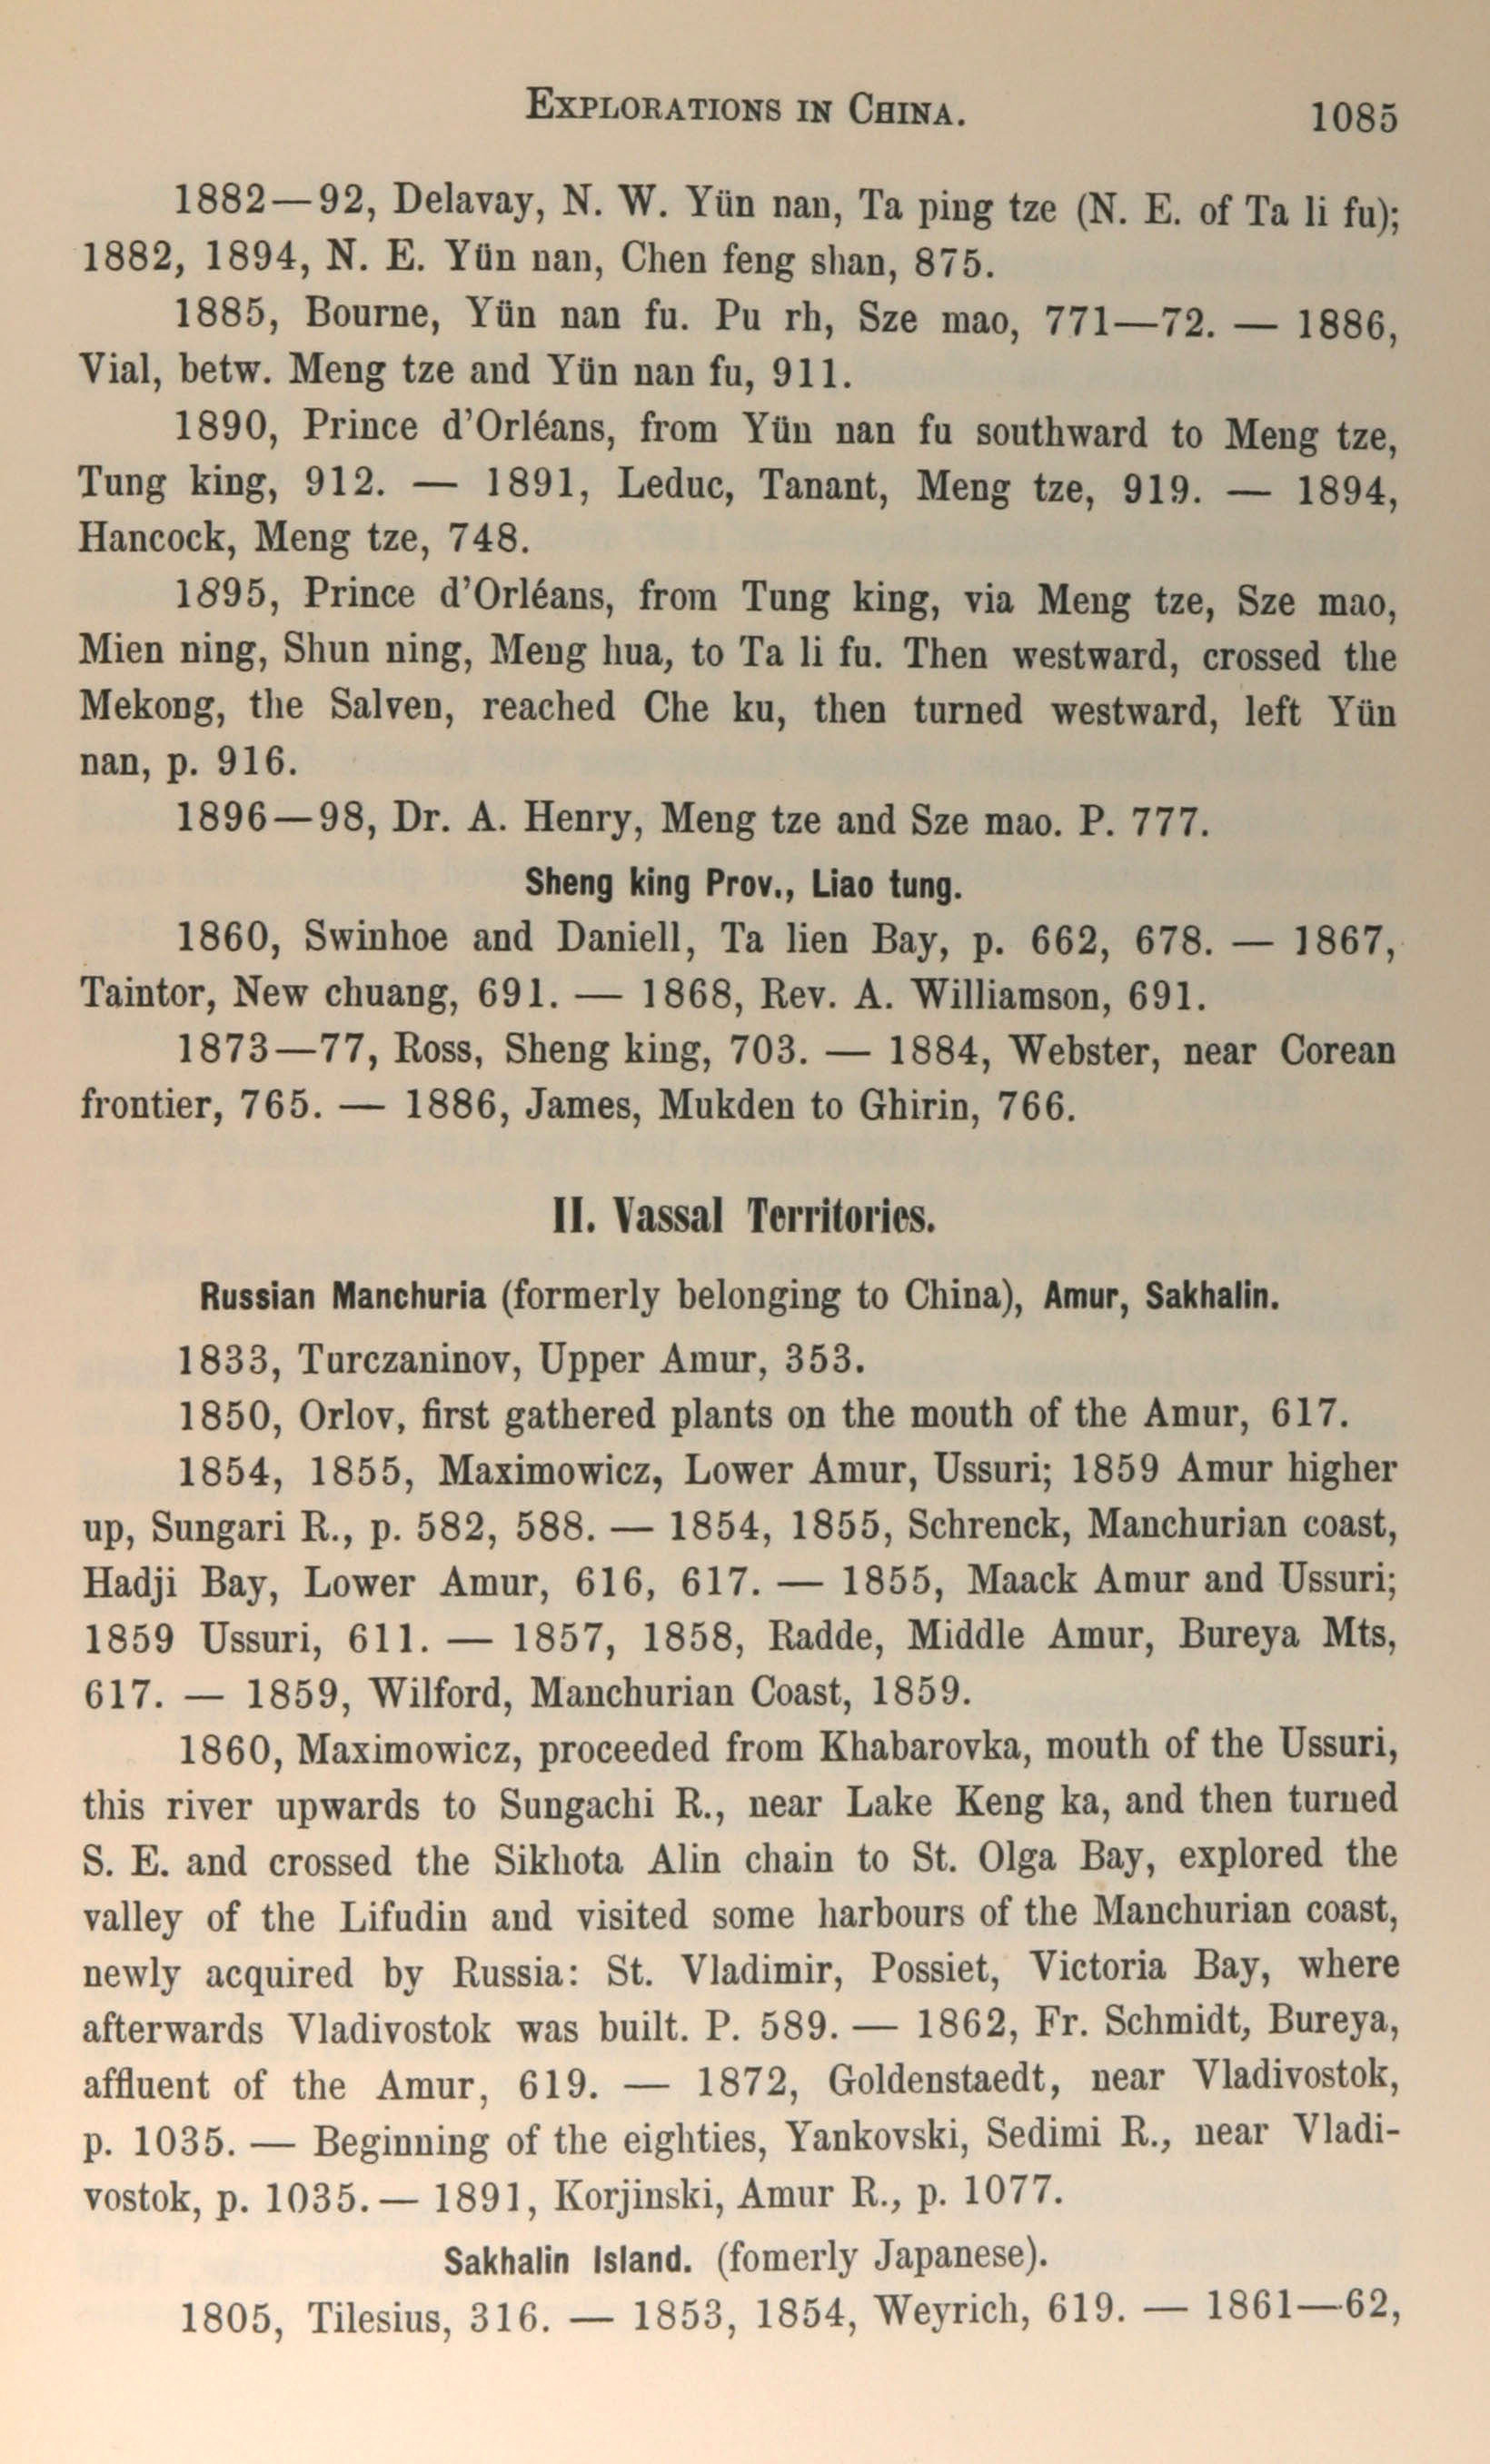 EXPLORATIONS IN CHINA. 1085
1882—92, Delavay, N. W. Yün nan, Ta ping tze (N. E. of Ta li fu);
1882, 1894, N. E. Yün nan, Chen feng shan, 875.
1885, Bourne, Yün nan fu. Pu rh, Sze mao, 771—72. — 1886,
Vial, betw. Meng tze and Yün nan fu, 911.
1890, Prince d'Orléans, from Yün nan fu southward to Meng tze,
Tung king, 912. — 1891, Leduc, Tanant, Meng tze, 919. — 1894,
Hancock, Meng tze, 748.
1895, Prince d'Orléans, from Tung king, via Meng tze, Sze mao,
Mien ning, Shun ning, Meng hua, to Ta li fu. Then westward, crossed the
Mekong, the Salven, reached Che ku, then turned westward, left Yün
nan, p. 916.
1896—98, Dr. A. Henry, Meng tze and Sze mao. P. 777.
Sheng king Prov., Liao tung.
1860, Swinhoe and Daniell, Ta lien Bay, p. 662, 678. — 1867,
Taintor, New chuang, 691. — 1868, Rev. A. Williamson, 691.
1873—77, Ross, Sheng king, 703. — 1884, Webster, near Corean
frontier, 765. — 1886, James, Mukden to Ghirin, 766.
II. Vassal Territories.
Russian Manchuria (formerly belonging to China), Amur, Sakhalin.
1833, Turczaninov, Upper Amur, 353.
1850, Orlov, first gathered plants on the mouth of the Amur, 617.
1854, 1855, Maximowicz, Lower Amur, Ussuri; 1859 Amur higher
up, Sungari R., p. 582, 588. — 1854, 1855, Schrenck, Manchurian coast,
Hadji Bay, Lower Amur, 616, 617. — 1855, Maack Amur and Ussuri;
1859 Ussuri, 611. — 1857, 1858, Radde, Middle Amur, Bureya Mts,
617. — 1859, Wilford, Manchurian Coast, 1859.
1860, Maximowicz, proceeded from Khabarovka, mouth of the Ussuri,
this river upwards to Sungachi R., near Lake Keng ka, and then turned
S. E. and crossed the Sikhota Alin chain to St. Olga Bay, explored the
valley of the Lifudin and visited some harbours of the Manchurian coast,
newly acquired by Russia: St. Vladimir, Possiet, Victoria Bay, where
afterwards Vladivostok was built. P. 589. — 1862, Fr. Schmidt, Bureya,
affluent of the Amur, 619. — 1872, Goldenstaedt, near Vladivostok,
p. 1035. — Beginning of the eighties, Yankovski, Sedimi R., near Vladi-
vostok, p. 1035. — 1891, Korjinski, Amur R., p. 1077.
Sakhalin Island. (fomerly Japanese).
1805, Tilesius, 316. — 1853, 1854, Weyrich, 619. — 1861—62,